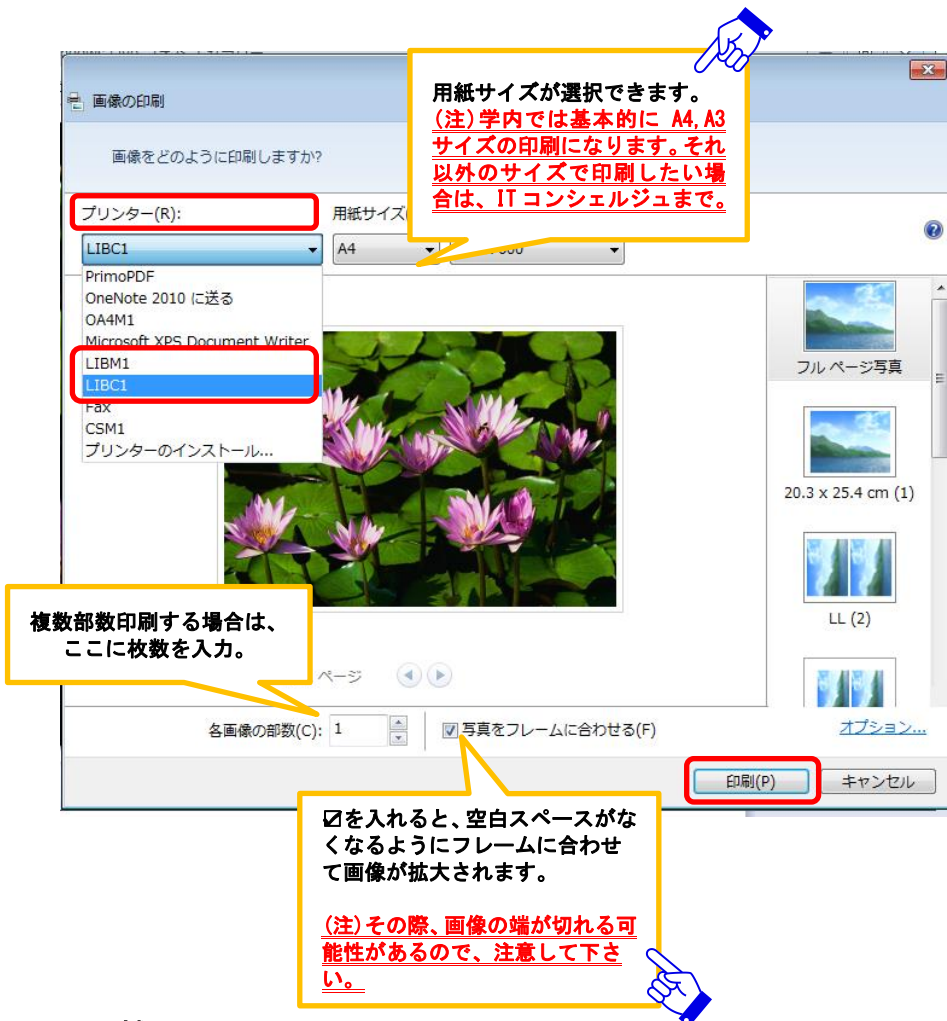 用紙サイズが選択できます。
(注)学内では基本的に A4,A3
サイズの印刷になります。それ
以外のサイズで印刷したい場
合は、IT コンシェルジュまで。
画像の印刷
画像をどのように印刷しますか?
プリンター(R):
用紙サイズ(
LIBC1
A4
PrimoPDF
OneNote 2010 に送る
OA4M1
Microsoft XPS Document Writer
LIBM1
LIBC1
Fax
CSM1
プリンターのインストール...
フル ページ写真
20.3 x 25.4 cm (1)
LL (2)
複数部数印刷する場合は、
ここに枚数を入力。
ページ
各画像の部数(C): 1
写真をフレームに合わせる(F)
オプション...
印刷(P)
キャンセル
☑を入れると、空白スペースがな
くなるようにフレームに合わせ
て画像が拡大されます。
(注)その際、画像の端が切れる可
能性があるので、注意して下さ
い。